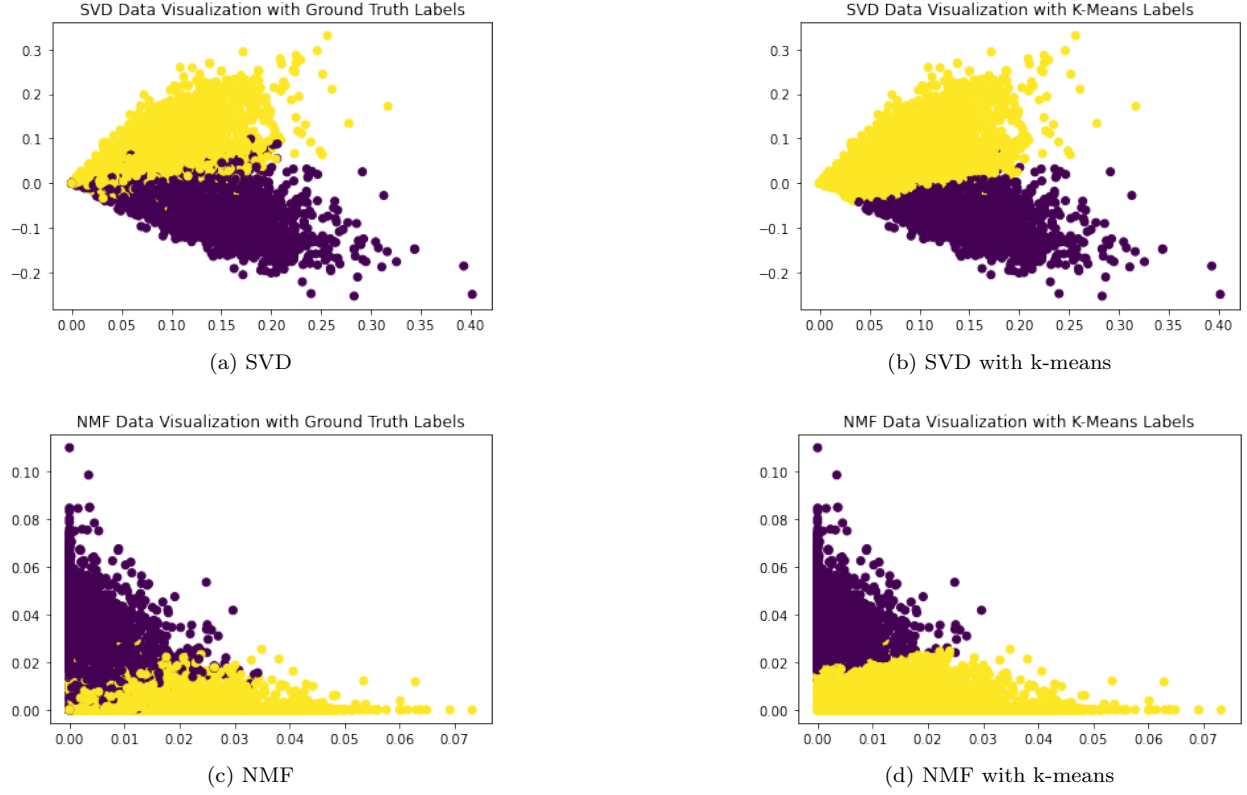 SVD Data Visualization with Ground Truth Labels
0.3
0.2
0.1
0.0
−0.1
−0.2
0.00 0.05 0.10 0.15 0.20 0.25 0.30 0.35 0.40
(a) SVD
SVD Data Visualization with K-Means Labels
0.3
0.2
0.1
0.0
−0.1
−0.2
0.00 0.05 0.10 0.15 0.20 0.25 0.30 0.35 0.40
(b) SVD with k-means
NMF Data Visualization with Ground Truth Labels
0.10
0.08
0.06
0.04
0.02
0.00
0.00 0.01 0.02 0.03 0.04 0.05 0.06 0.07
(c) NMF
NMF Data Visualization with K-Means Labels
0.10
0.08
0.06
0.04
0.02
0.00
0.00 0.01 0.02 0.03 0.04 0.05 0.06 0.07
(d) NMF with k-means